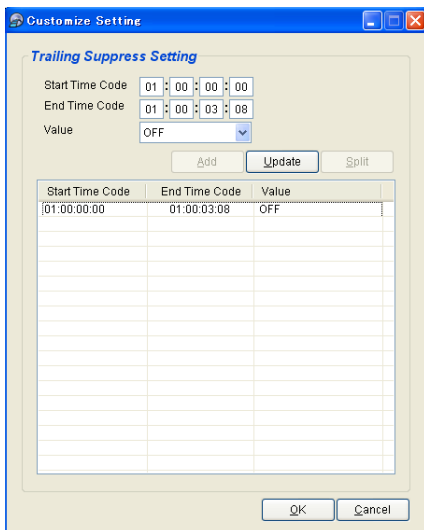 Customize Setting
Trailing Suppress Setting
Start Time Code 01 : 00 : 00 : 00
End Time Code 01 : 00 : 03 : 08
Value OFF
Add Update Split
Start Time Code End Time Code Value
01:00:00:00 01:00:03:08 OFF
OK Cancel